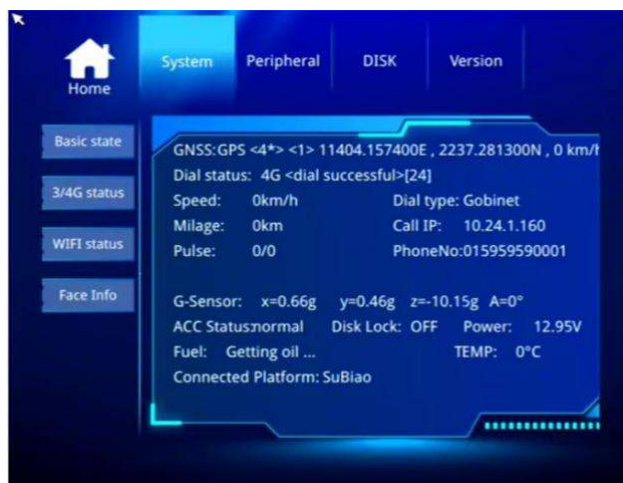 Home
System Peripheral DISK Version
Basic state
3/4G status
WIFI status
Face Info
GNSS:GPS <4*> <1> 11404.157400E , 2237.281300N , 0 km/h
Dial status: 4G <dial successful>[24]
Speed: 0km/h Dial type: Gobinet
Milage: 0km Call IP: 10.24.1.160
Pulse: 0/0 PhoneNo:015959590001
G-Sensor: x=0.66g y=0.46g z=-10.15g A=0°
ACC Status:normal Disk Lock: OFF Power: 12.95V
Fuel: Getting oil ... TEMP: 0°C
Connected Platform: SuBiao